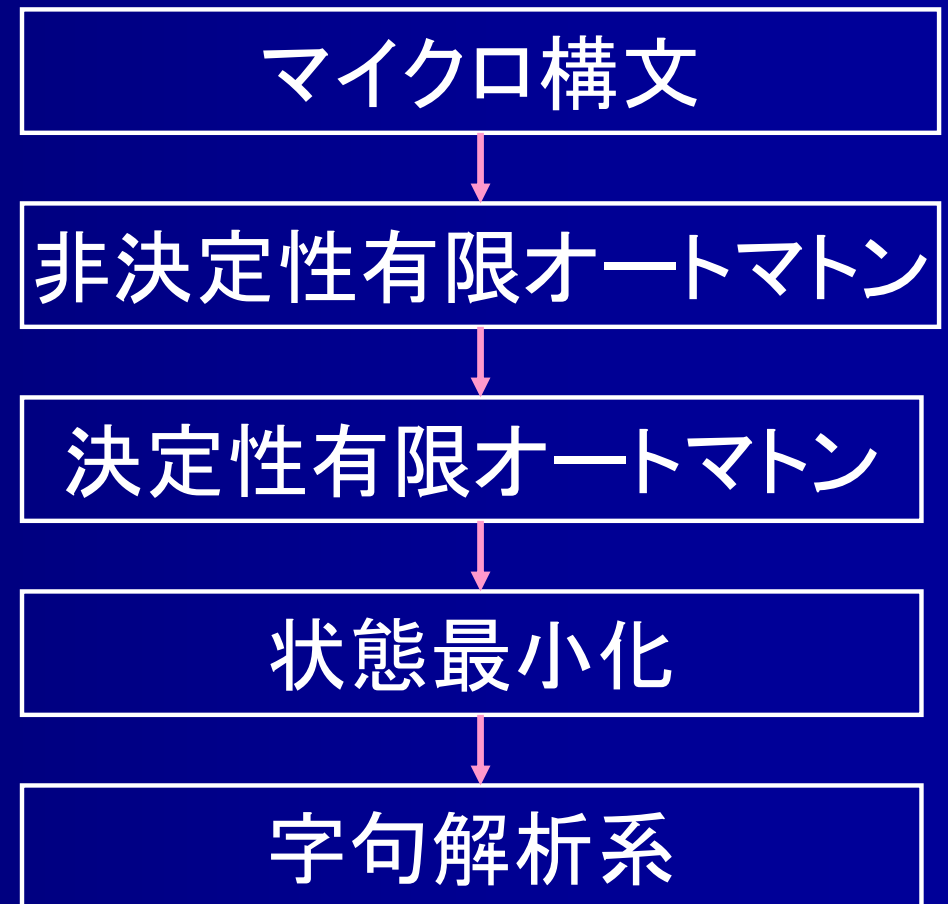 マイクロ構文
非決定性有限オートマトン
決定性有限オートマトン
状態最小化
字句解析系